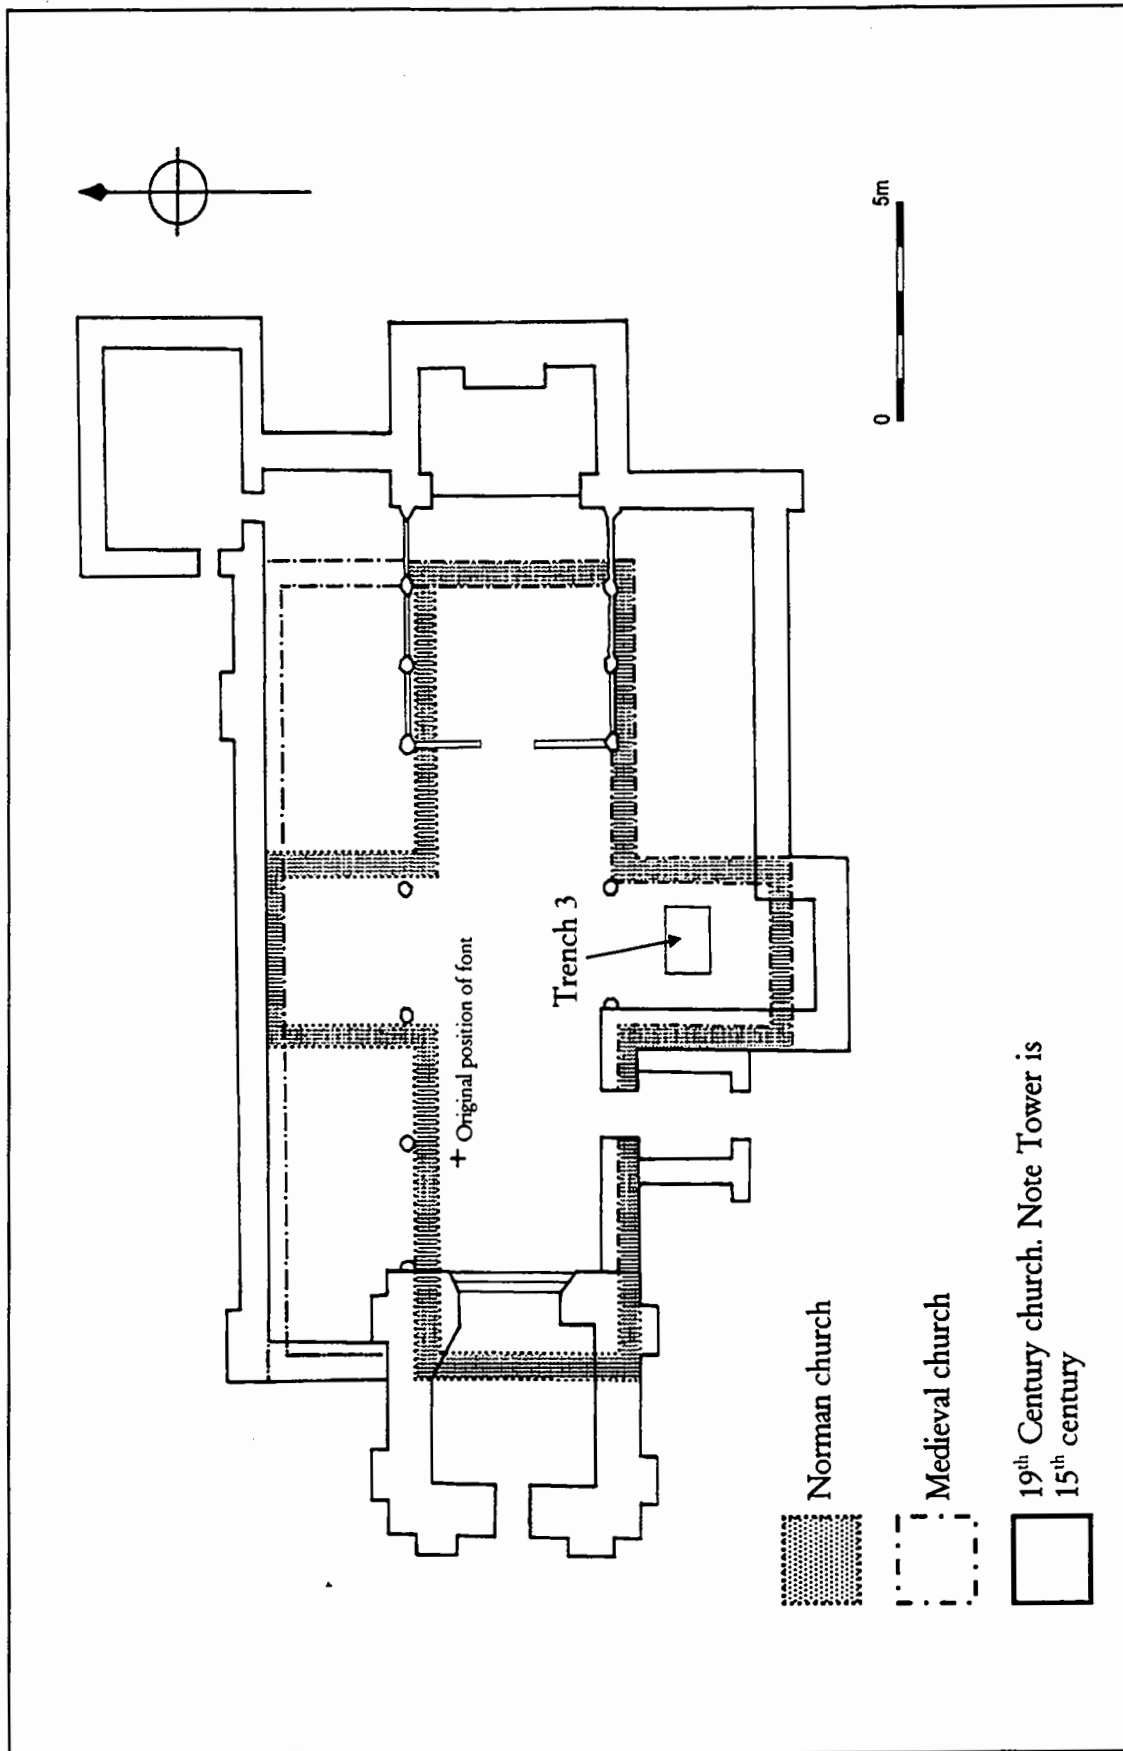 0
5m
+ Original position of font
Trench 3
Norman church
Medieval church
19th Century church. Note Tower is
15th century